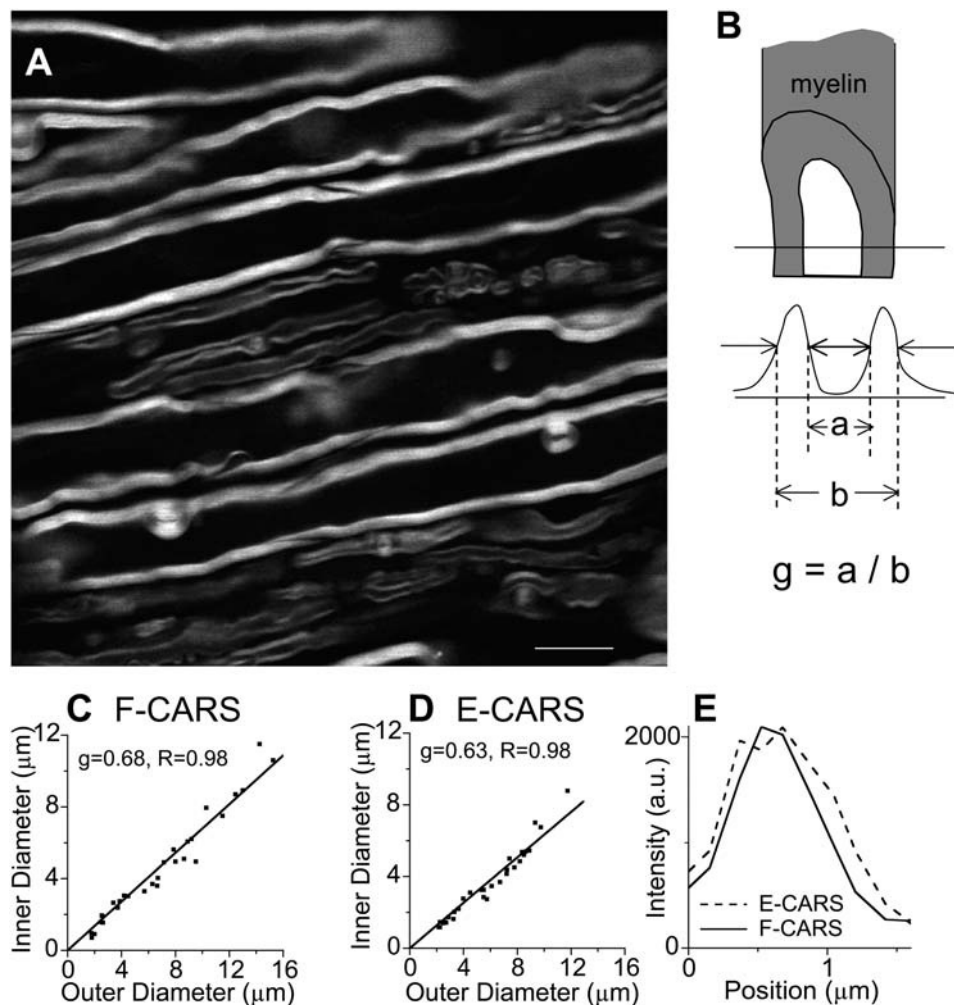 A
B
myelin
a
b
g = a / b
C F-CARS
g=0.68, R=0.98
Inner Diameter (μm)
12
8
4
0
0 4 8 12 16
Outer Diameter (μm)
D E-CARS
g=0.63, R=0.98
Inner Diameter (μm)
12
8
4
0
0 4 8 12 16
Outer Diameter (μm)
E
Intensity (a.u.)
2000
0
E-CARS
F-CARS
0 1
Position (μm)